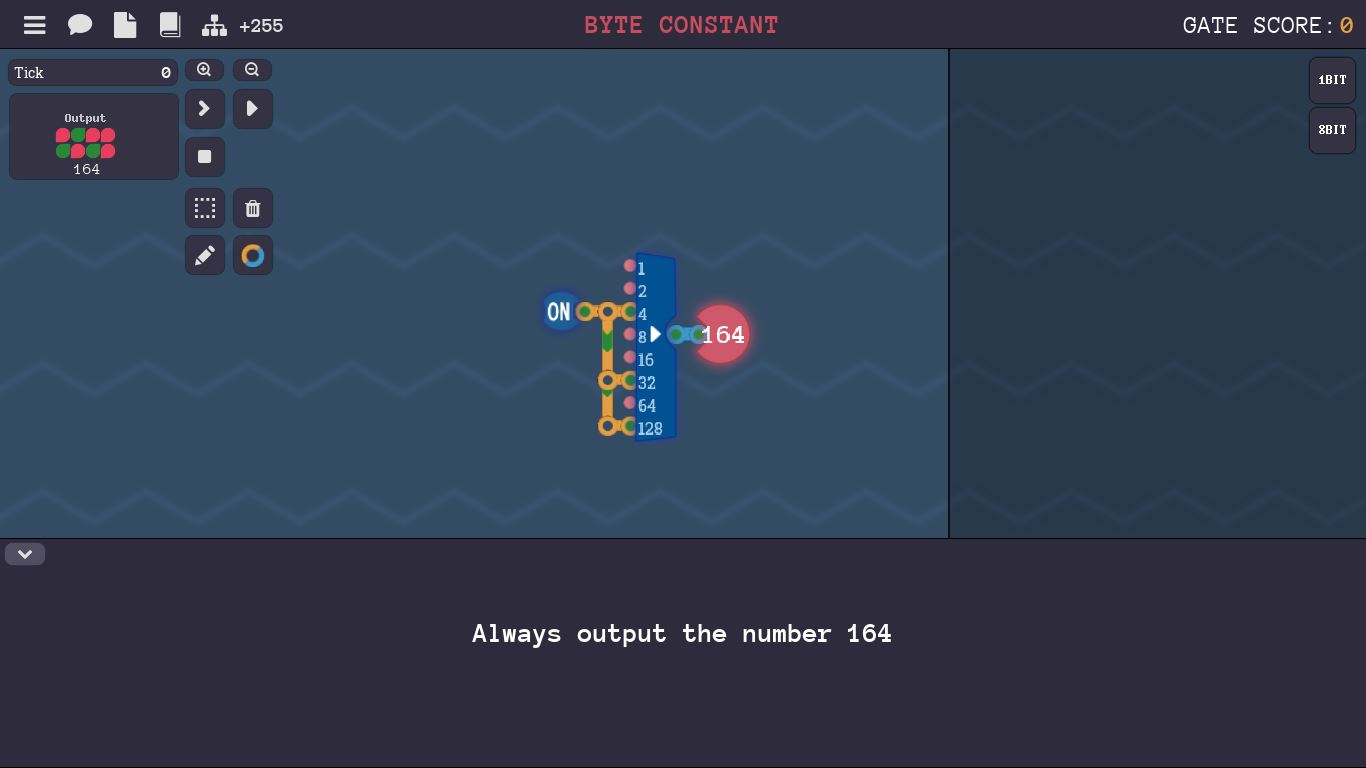 +255
BYTE CONSTANT
GATE SCORE:0
Tick 0
Output
164
1BIT
8BIT
ON
1
2
4
8
16
32
64
128
164
Always output the number 164